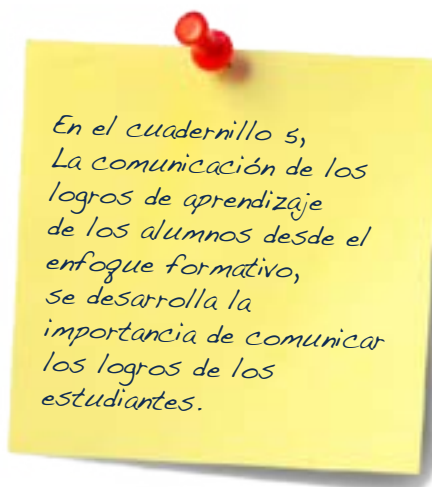 En el cuadernillo 5,
La comunicación de los
logros de aprendizaje
de los alumnos desde el
enfoque formativo,
se desarrolla la
importancia de comunicar
los logros de los
estudiantes.